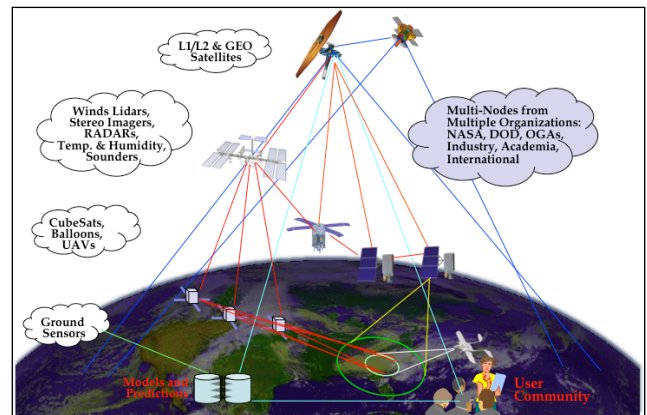 L1/L2 & GEO
Satellites
Winds Lidars,
Stereo Imagers,
RADARs,
Temp. & Humidity,
Sounders
Multi-Nodes from
Multiple Organizations:
NASA, DOD, OGAs,
Industry, Academia,
International
CubeSats,
Balloons,
UAVs
Ground
Sensors
Models and
Predictions
User
Community